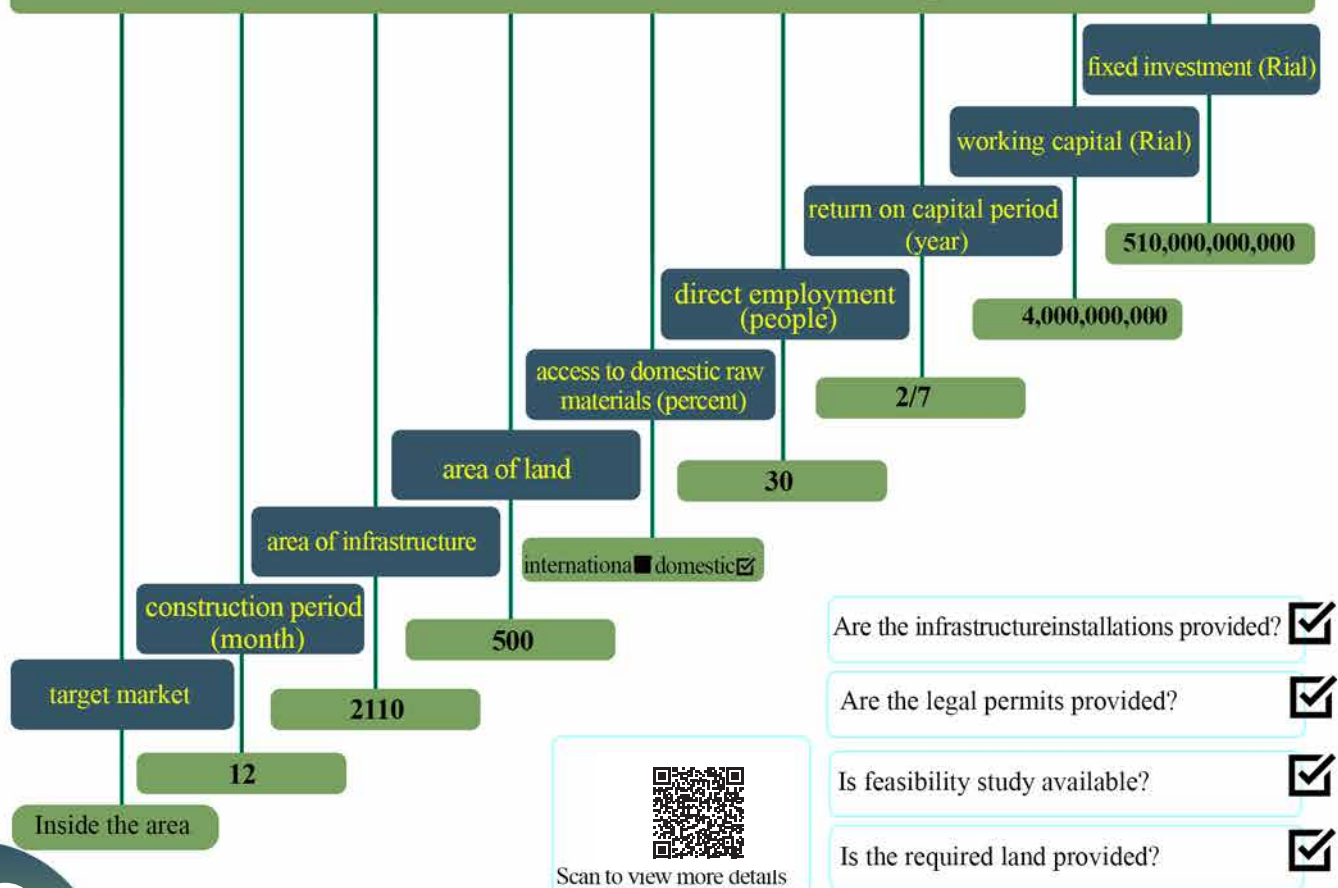 fixed investment (Rial)
510,000,000,000
working capital (Rial)
4,000,000,000
return on capital period
(year)
2/7
direct employment
(people)
30
access to domestic raw
materials (percent)
internationa■ domestic☑
area of land
500
area of infrastructure
2110
construction period
(month)
12
target market
Inside the area
Are the infrastructureinstallations provided? ☑
Are the legal permits provided? ☑
Is feasibility study available? ☑
Is the required land provided? ☑
Scan to view more details